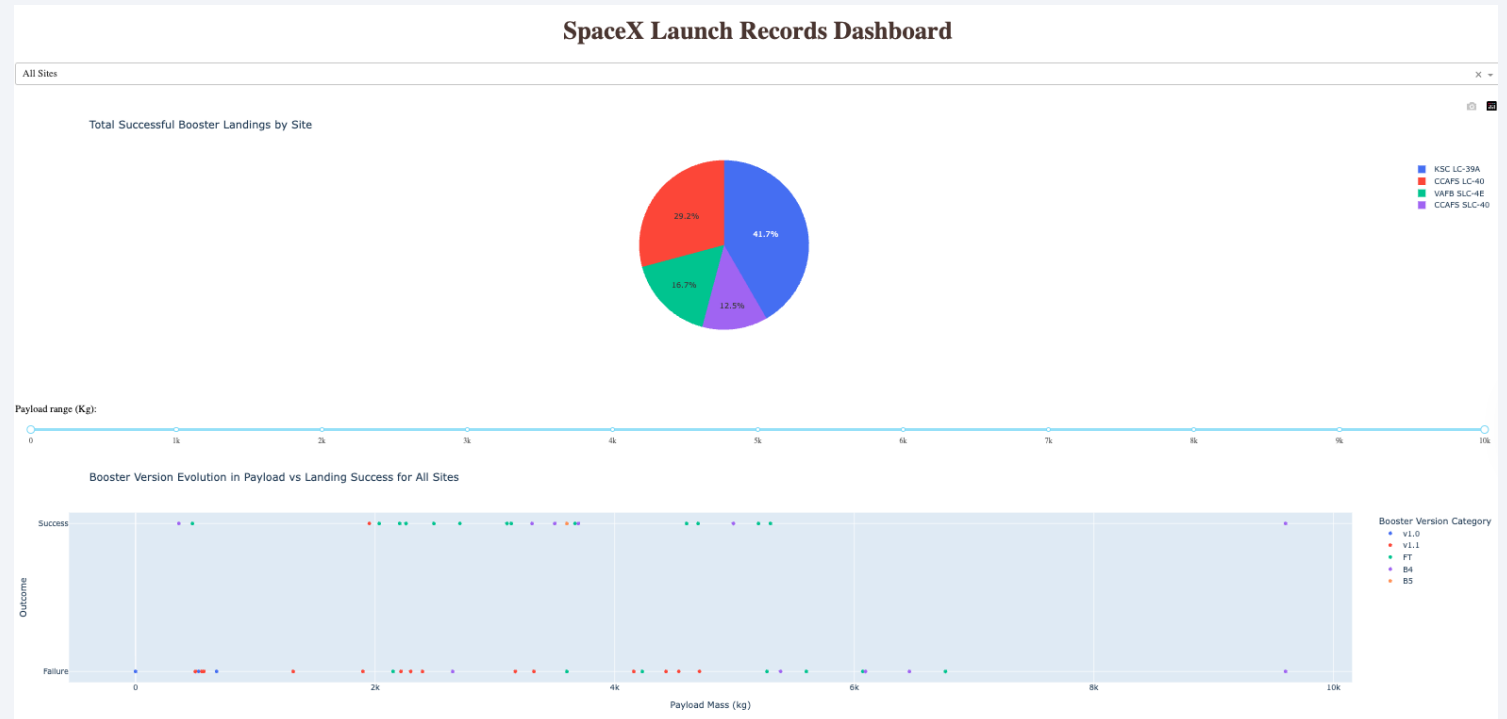 SpaceX Launch Records Dashboard
All Sites
Total Successful Booster Landings by Site
KSC LC-39A
CCAFS LC-40
VAFB SLC-4E
CCAFS SLC-40
29.2%
41.7%
16.7%
12.5%
Payload range (Kg):
0 1k 2k 3k 4k 5k 6k 7k 8k 9k 10k
Booster Version Evolution in Payload vs Landing Success for All Sites
Success
Failure
Outcome
Booster Version Category
v1.0
v1.1
FT
B4
B5
0 2k 4k 6k 8k 10k
Payload Mass (kg)